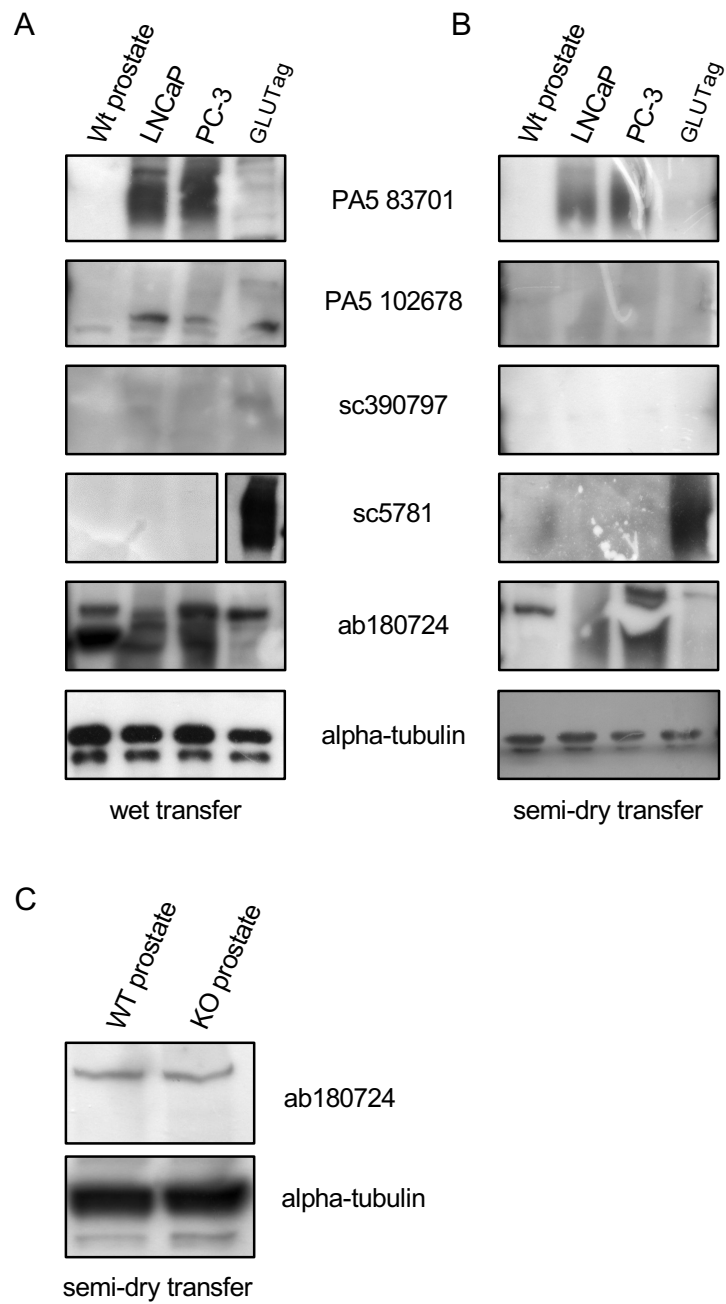 A
B
Wt prostate
LNCaP
PC-3
GLUTag
Wt prostate
LNCaP
PC-3
GLUTag
PA5 83701
PA5 102678
sc390797
sc5781
ab180724
alpha-tubulin
wet transfer
semi-dry transfer
C
WT prostate
KO prostate
ab180724
alpha-tubulin
semi-dry transfer